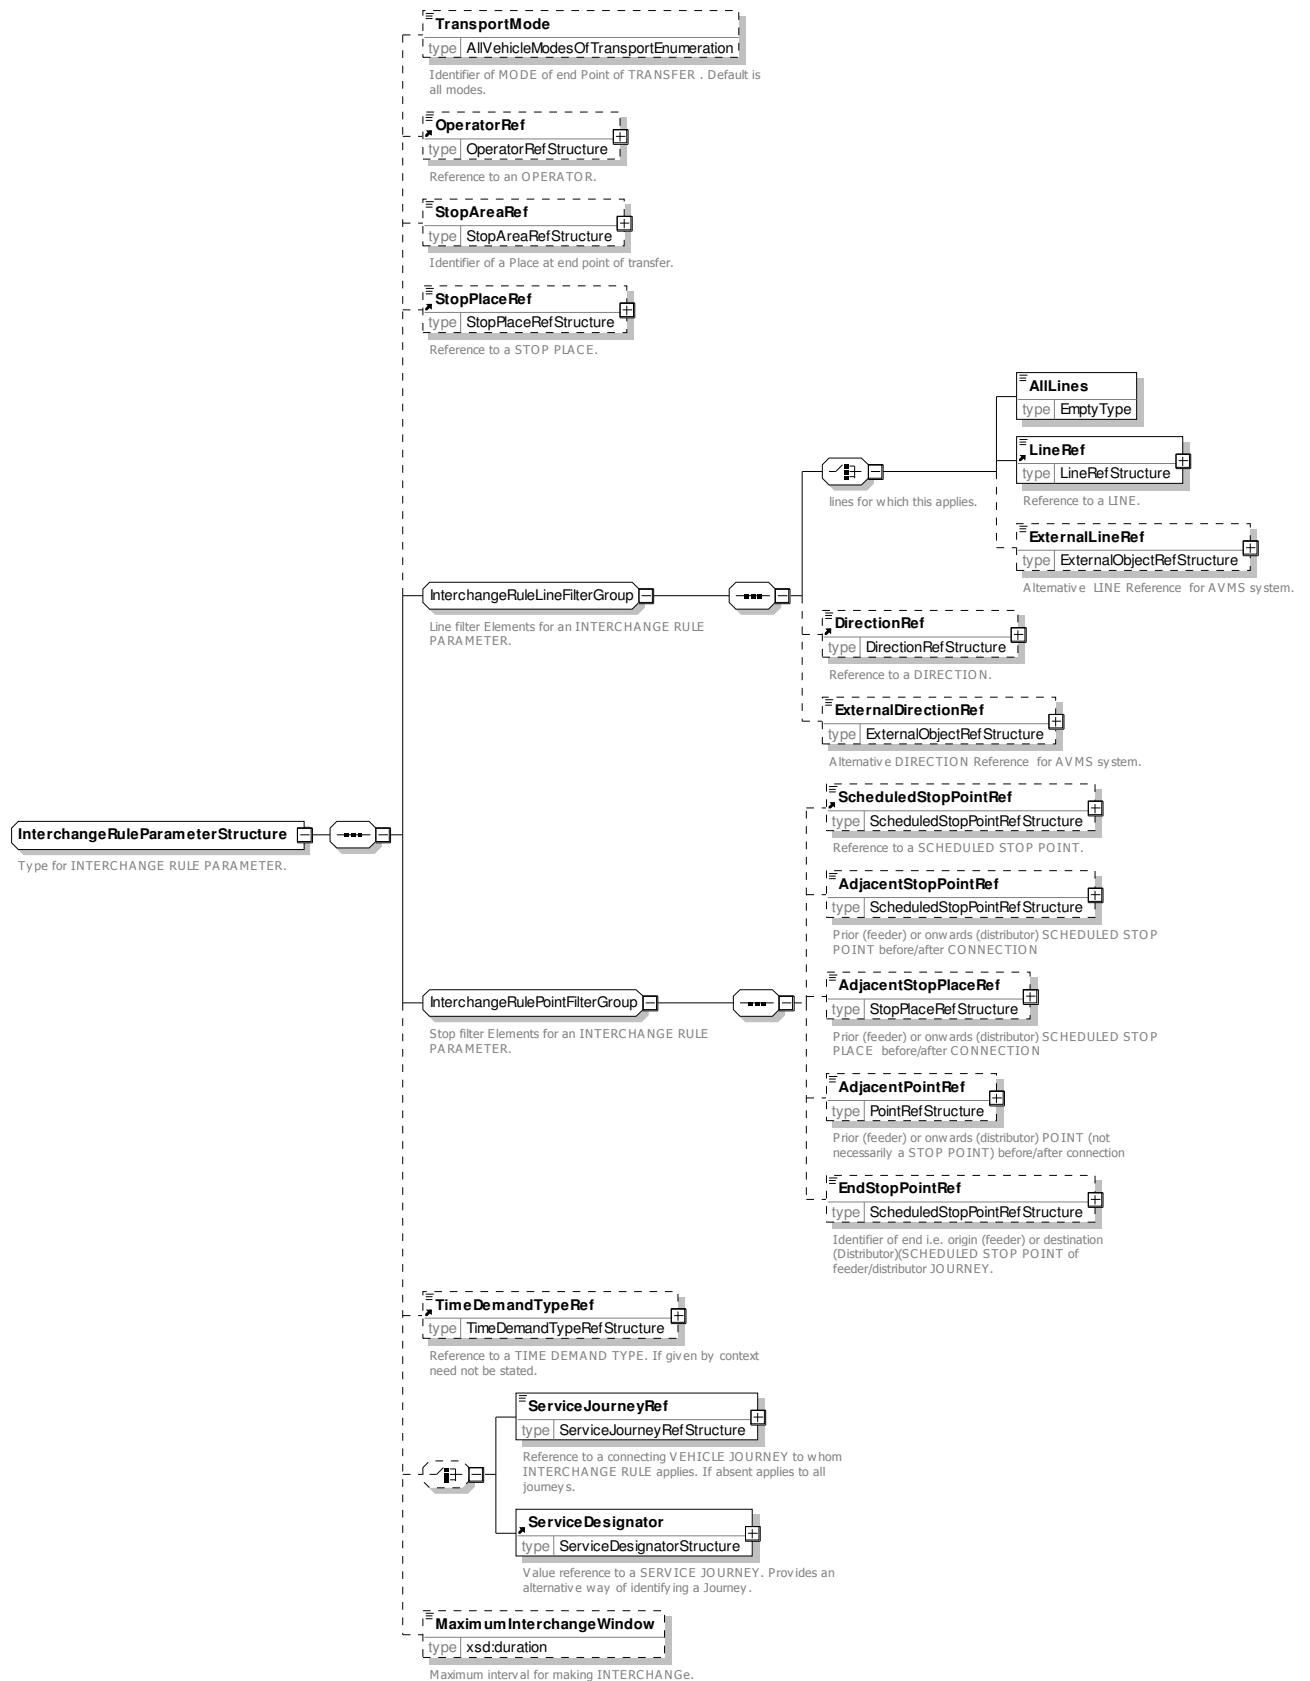 TransportMode
type AllVehicleModesOfTransportEnumeration
Identifier of MODE of end Point of TRANSFER . Default is
all modes.
OperatorRef
type OperatorRefStructure
Reference to an OPERATOR.
StopAreaRef
type StopAreaRefStructure
Identifier of a Place at end point of transfer.
StopPlaceRef
type StopPlaceRefStructure
Reference to a STOP PLACE.
AllLines
type EmptyType
LineRef
type LineRefStructure
Reference to a LINE.
lines for which this applies.
ExternalLineRef
type ExternalObjectRefStructure
Alternative LINE Reference for AVMS system.
InterchangeRuleLineFilterGroup
Line filter Elements for an INTERCHANGE RULE
PARAMETER.
DirectionRef
type DirectionRefStructure
Reference to a DIRECTION.
ExternalDirectionRef
type ExternalObjectRefStructure
Alternative DIRECTION Reference for AVMS system.
InterchangeRuleParameterStructure
Type for INTERCHANGE RULE PARAMETER.
ScheduledStopPointRef
type ScheduledStopPointRefStructure
Reference to a SCHEDULED STOP POINT.
AdjacentStopPointRef
type ScheduledStopPointRefStructure
Prior (feeder) or onwards (distributor) SCHEDULED STOP
POINT before/after CONNECTION
InterchangeRulePointFilterGroup
Stop filter Elements for an INTERCHANGE RULE
PARAMETER.
AdjacentStopPlaceRef
type StopPlaceRefStructure
Prior (feeder) or onwards (distributor) SCHEDULED STOP
PLACE before/after CONNECTION
AdjacentPointRef
type PointRefStructure
Prior (feeder) or onwards (distributor) POINT (not
necessarily a STOP POINT) before/after connection
EndStopPointRef
type ScheduledStopPointRefStructure
Identifier of end i.e. origin (feeder) or destination
(Distributor)(SCHEDULED STOP POINT of
feeder/distributor JOURNEY.
TimeDemandTypeRef
type TimeDemandTypeRefStructure
Reference to a TIME DEMAND TYPE. If given by context
need not be stated.
ServiceJourneyRef
type ServiceJourneyRefStructure
Reference to a connecting VEHICLE JOURNEY to whom
INTERCHANGE RULE applies. If absent applies to all
journeys.
ServiceDesignator
type ServiceDesignatorStructure
Value reference to a SERVICE JOURNEY. Provides an
alternative way of identifying a Journey.
MaximumInterchangeWindow
type xsd:duration
Maximum interval for making INTERCHANGe.